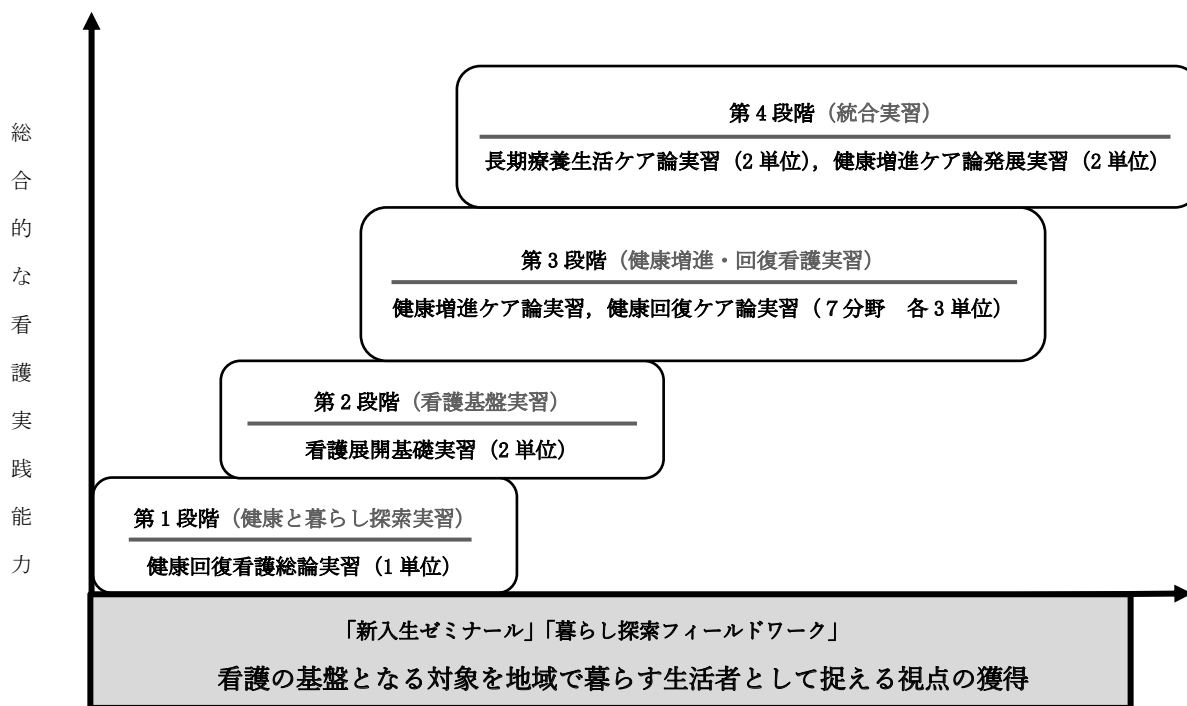 総合的な看護実践能力
第4段階（統合実習）
長期療養生活ケア論実習（2単位），健康増進ケア論発展実習（2単位）
第3段階（健康増進・回復看護実習）
健康増進ケア論実習，健康回復ケア論実習（７分野　各3単位）
第2段階（看護基盤実習）
看護展開基礎実習（2単位）
第1段階（健康と暮らし探索実習）
健康回復看護総論実習（1単位）
「新入生ゼミナール」「暮らし探索フィールドワーク」
看護の基盤となる対象を地域で暮らす生活者として捉える視点の獲得